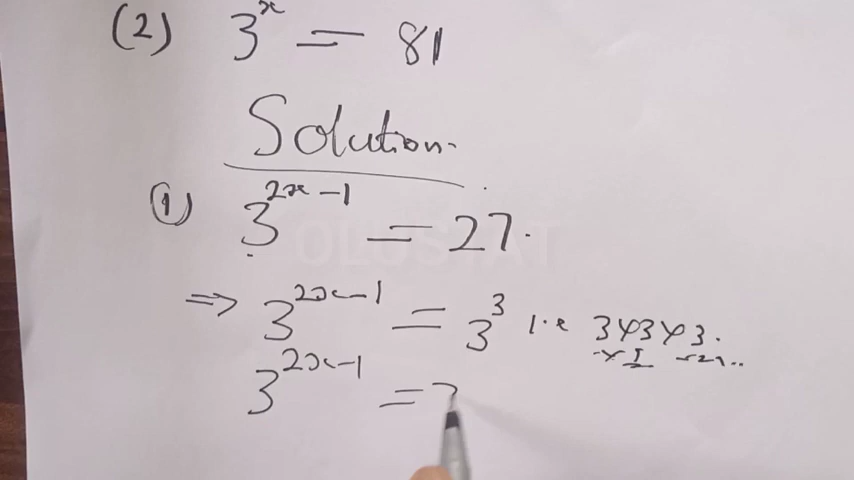 (2) 3^x = 81
Solution.
① 3^{2x-1} = 27.
⇒ 3^{2x-1} = 3^3 i.e 3×3×3.
3^{2x-1} =
OLUSTAT